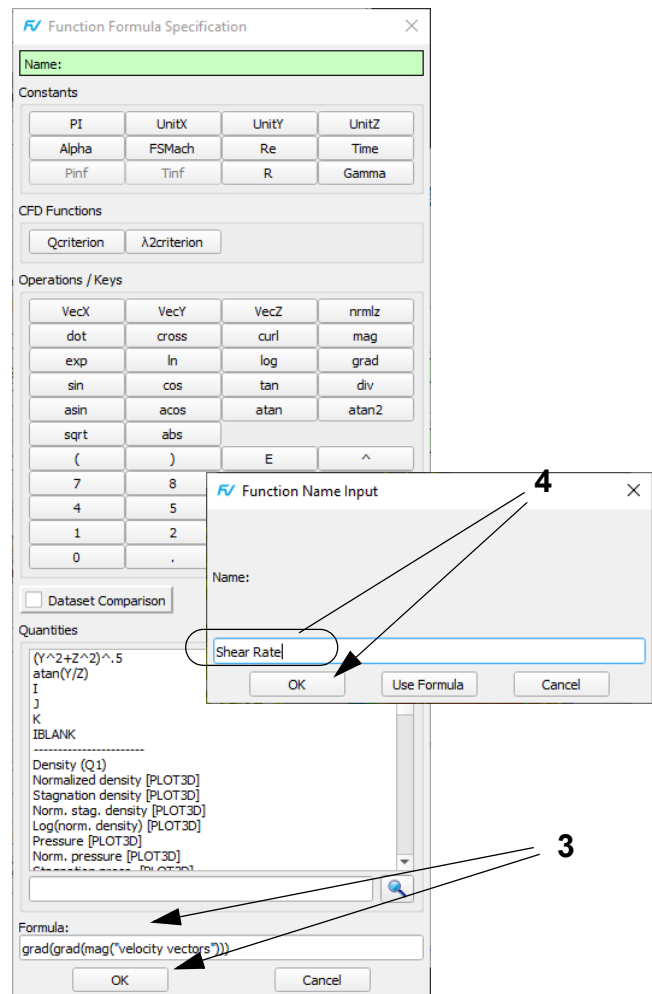 Function Formula Specification
Name:
Constants
PI UnitX UnitY UnitZ
Alpha FSMach Re Time
Pinf Tinf R Gamma
CFD Functions
Qcriterion λ2criterion
Operations / Keys
VecX VecY VecZ nrmlz
dot cross curl mag
exp ln log grad
sin cos tan div
asin acos atan atan2
sqrt abs
( ) E ^
7 8
4 5
1 2
0 .
Dataset Comparison
Quantities
(Y^2+Z^2)^.5
atan(Y/Z)
I
J
K
IBLANK
------------------------
Density (Q1)
Normalized density [PLOT3D]
Stagnation density [PLOT3D]
Norm. stag. density [PLOT3D]
Log(norm. density) [PLOT3D]
Pressure [PLOT3D]
Norm. pressure [PLOT3D]
Formula:
grad(grad(mag("velocity vectors")))
OK Cancel
4
Function Name Input
Name:
Shear Rate
OK Use Formula Cancel
3